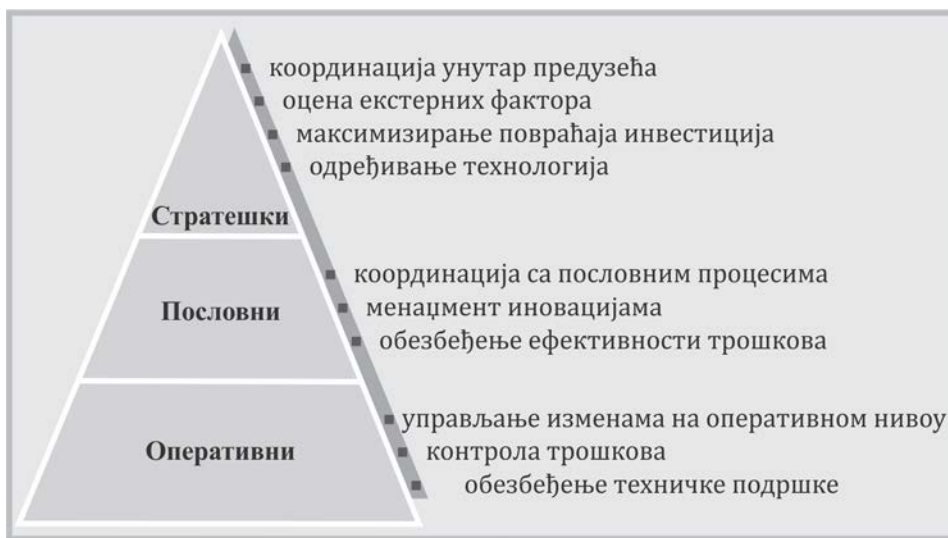 координација унутар предузећа
оцена екстерних фактора
максимизирање повраћаја инвестиција
одређивање технологија
Стратешки
координација са пословним процесима
Пословни
менаџмент иновацијама
обезбеђење ефективности трошкова
управљање изменама на оперативном нивоу
Оперативни
контрола трошкова
обезбеђење техничке подршке